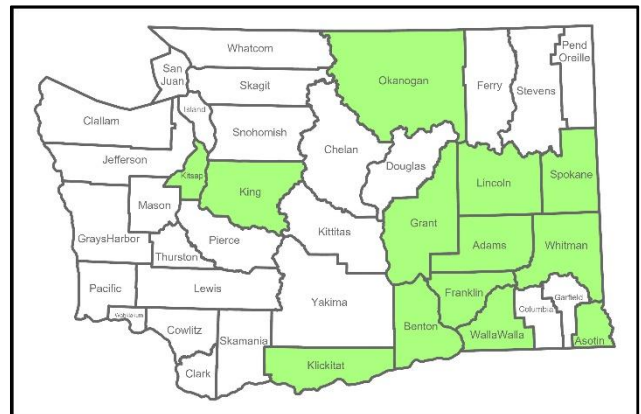 Whatcom
Pend
Oraille
San
Juan
Okanogan
Ferry
Stevens
Skagit
Island
Clallam
Snohomish
Chelan
Jefferson
Douglas
Kitsap
King
Lincoln
Spokane
Mason
Grant
GraysHarbor
Pierce
Kittitas
Adams
Whitman
Thurston
Pacific
Lewis
Yakima
Franklin
Garfield
Columbia
Cowlitz
Skamania
Benton
WallaWalla
Asotin
Klickitat
Clark